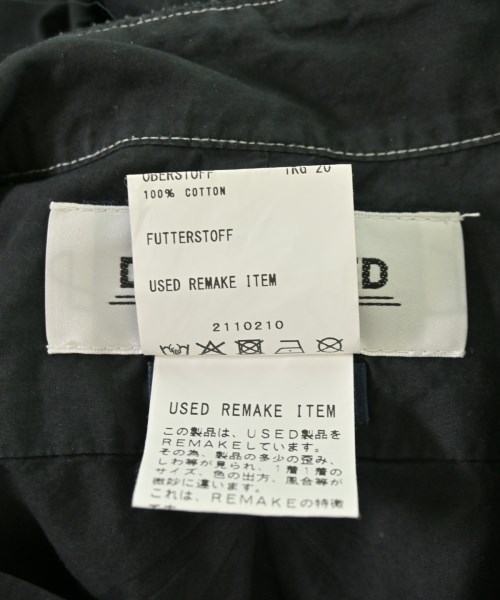 OBERSTOFF TKG 20
100% COTTON
FUTTERSTOFF
USED REMAKE ITEM
2110210
USED REMAKE ITEM
この製品は、USED製品を
REMAKEしています。
その為、製品の多少の歪み、
しわ等が見られ、1着1着の
サイズ、色の出方、風合等が
微妙に違います。
これは、REMAKEの特徴